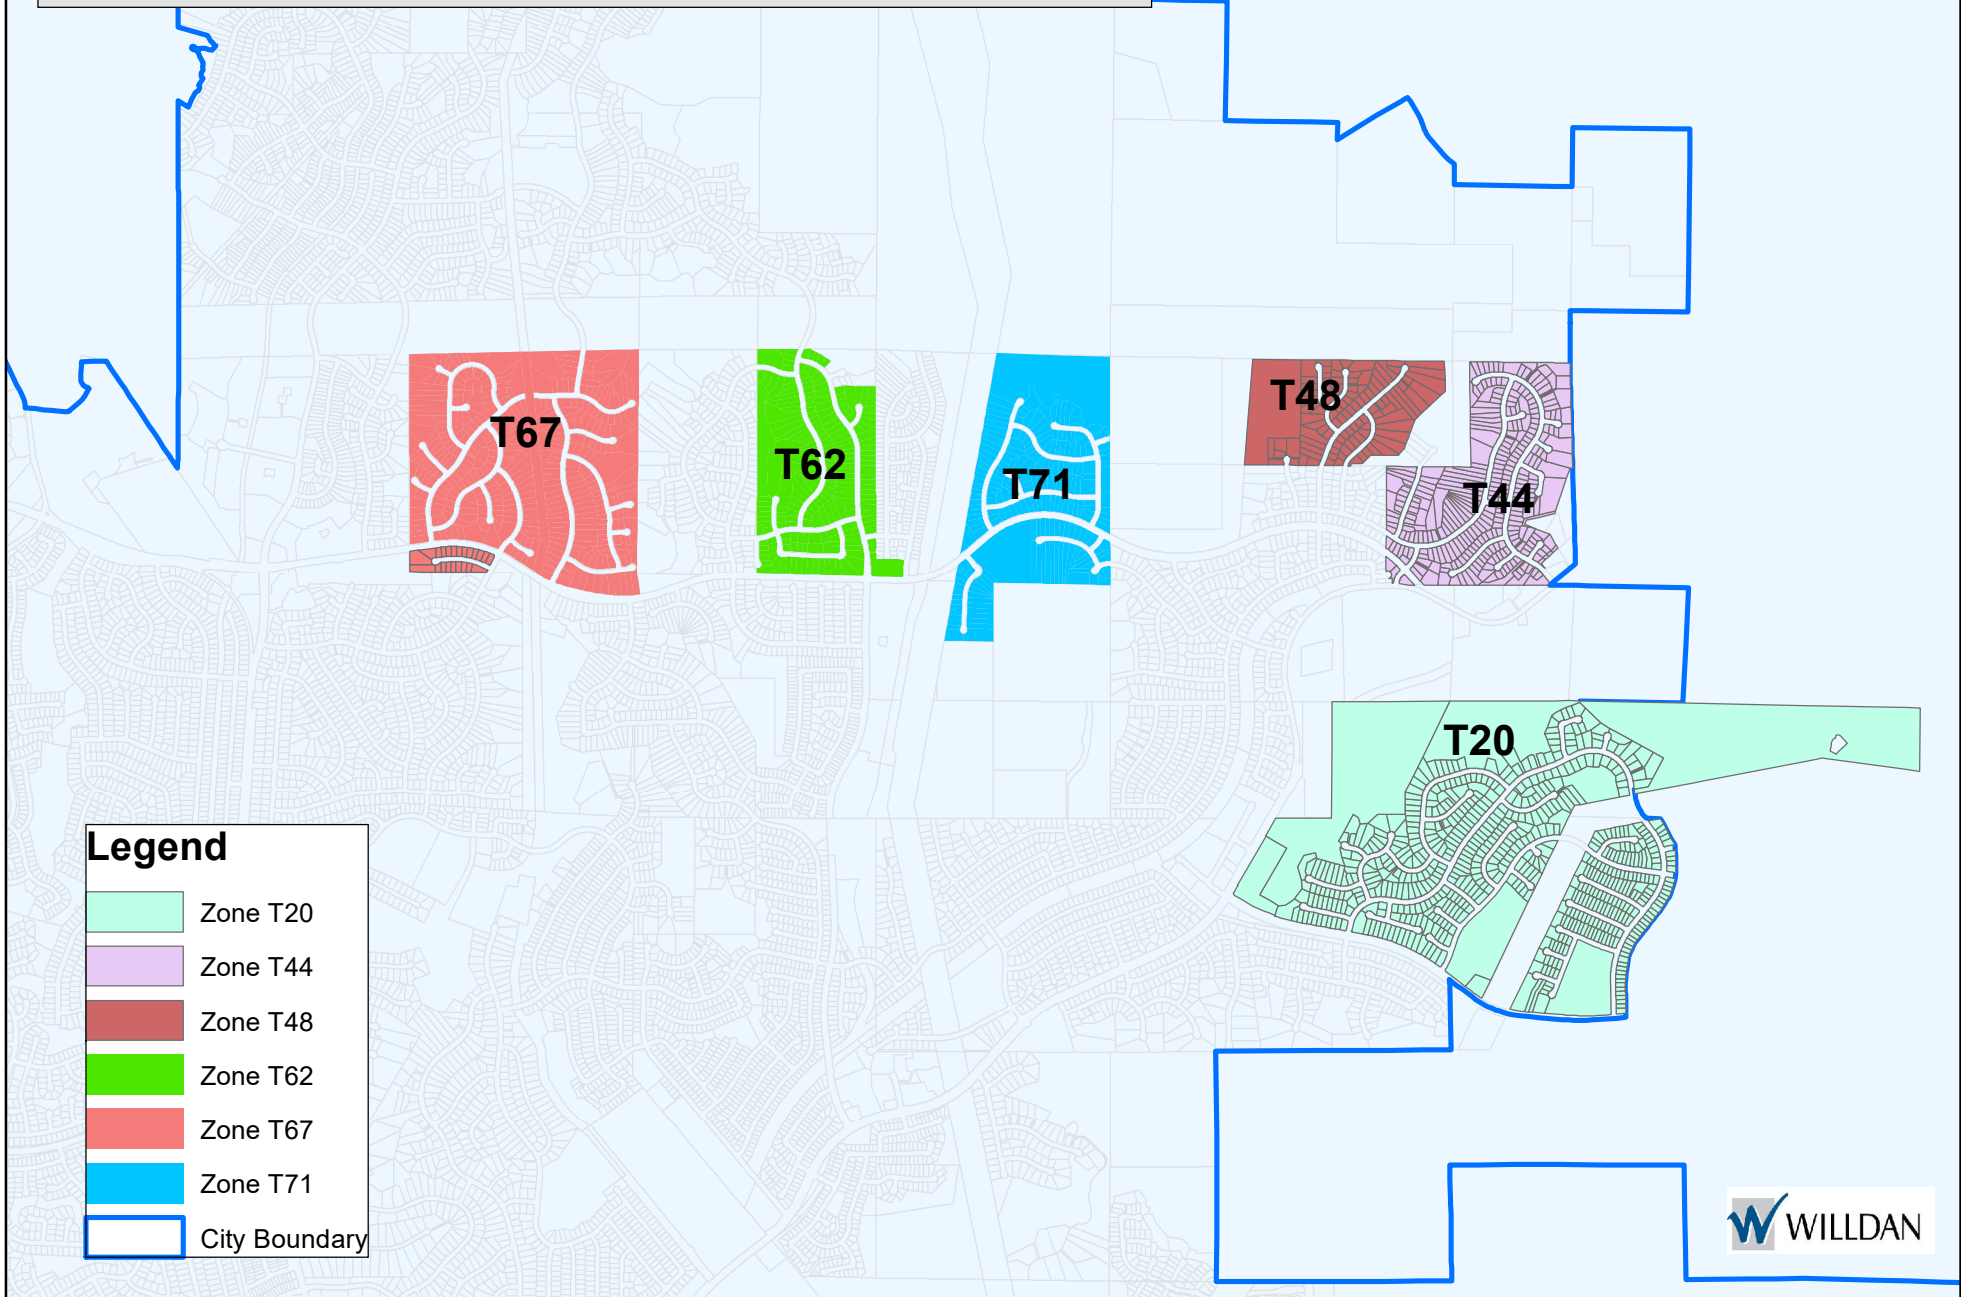 T67
T62
T71
T48
T44
T20
Legend
Zone T20
Zone T44
Zone T48
Zone T62
Zone T67
Zone T71
City Boundary
WILLDAN